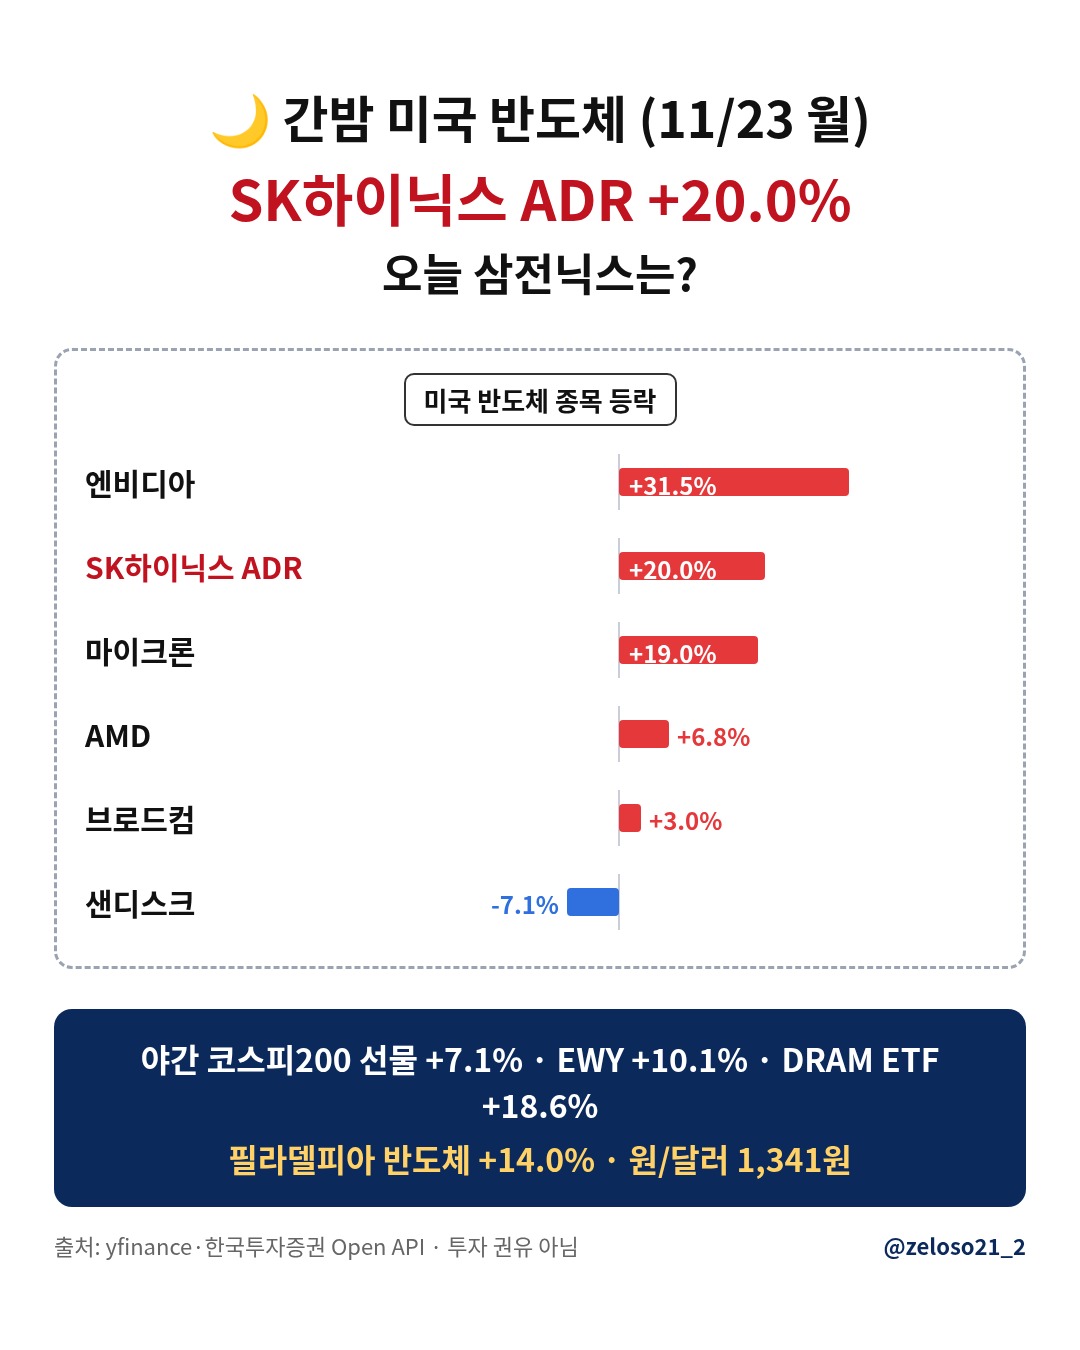 🌙 간밤 미국 반도체 (11/23 월)
SK하이닉스 ADR +20.0%
오늘 삼전닉스는?
미국 반도체 종목 등락
엔비디아 +31.5%
SK하이닉스 ADR +20.0%
마이크론 +19.0%
AMD +6.8%
브로드컴 +3.0%
샌디스크 -7.1%
야간 코스피200 선물 +7.1% · EWY +10.1% · DRAM ETF
+18.6%
필라델피아 반도체 +14.0% · 원/달러 1,341원
출처: yfinance·한국투자증권 Open API · 투자 권유 아님 @zeloso21_2